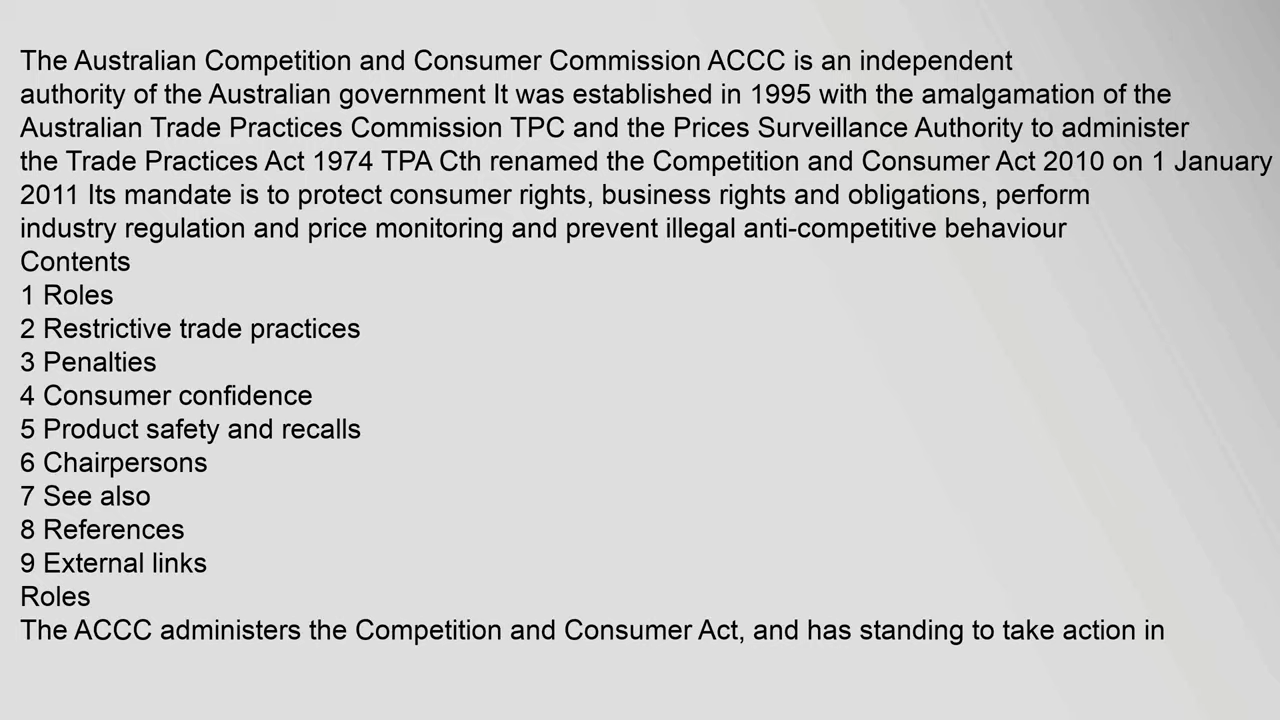 The Australian Competition and Consumer Commission ACCC is an independent
authority of the Australian government It was established in 1995 with the amalgamation of the
Australian Trade Practices Commission TPC and the Prices Surveillance Authority to administer
the Trade Practices Act 1974 TPA Cth renamed the Competition and Consumer Act 2010 on 1 January
2011 Its mandate is to protect consumer rights, business rights and obligations, perform
industry regulation and price monitoring and prevent illegal anti-competitive behaviour
Contents
1 Roles
2 Restrictive trade practices
3 Penalties
4 Consumer confidence
5 Product safety and recalls
6 Chairpersons
7 See also
8 References
9 External links
Roles
The ACCC administers the Competition and Consumer Act, and has standing to take action in